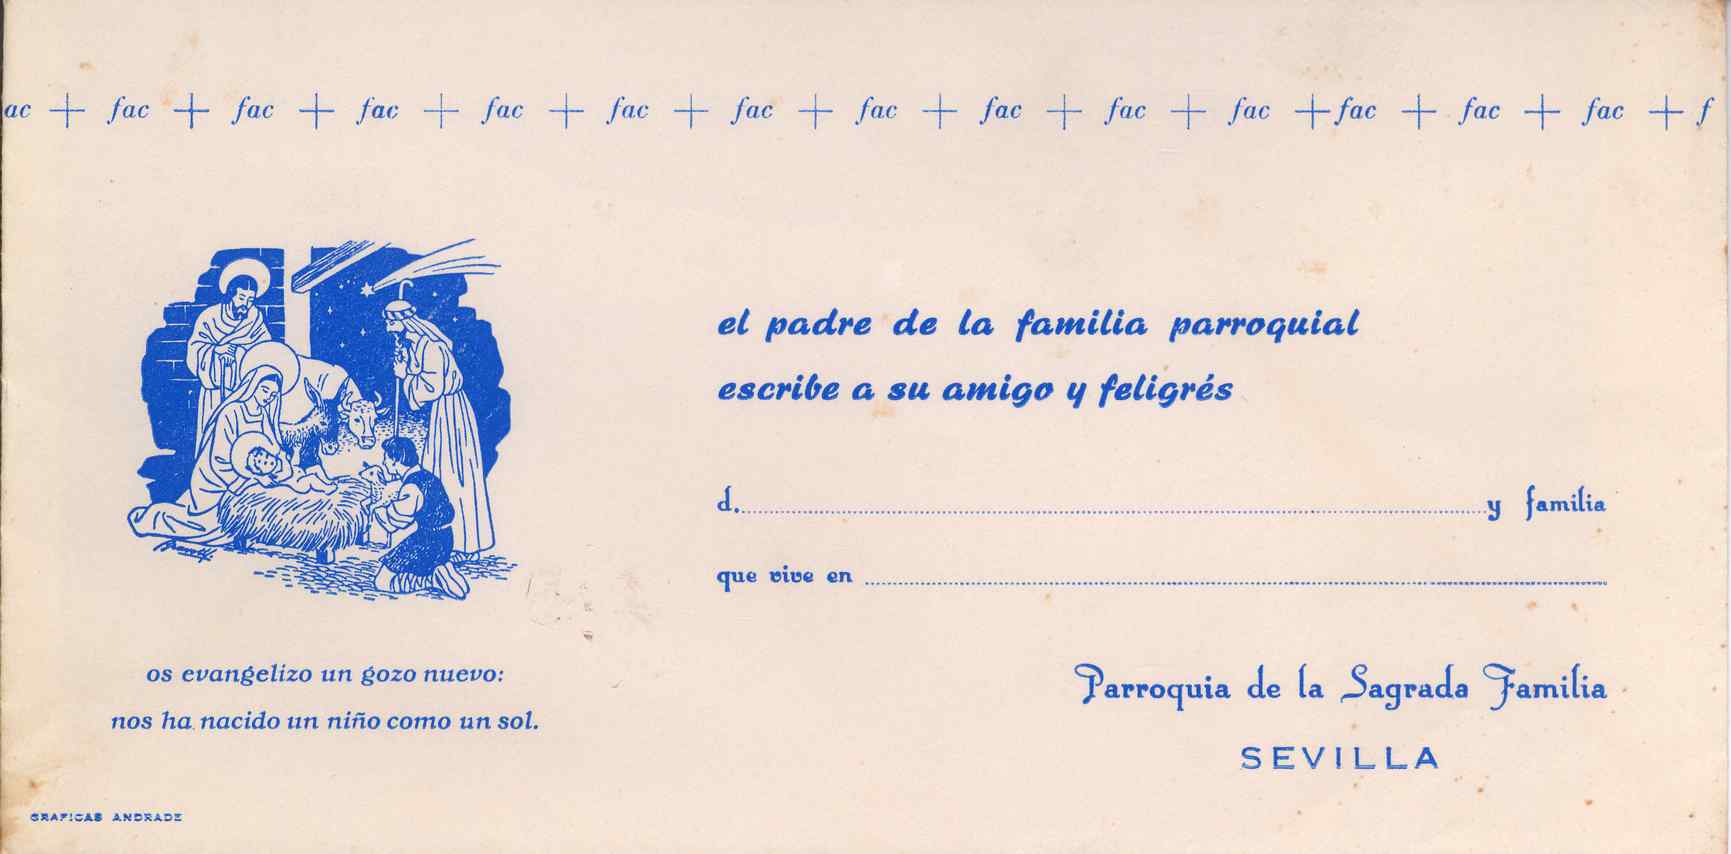 ac + fac + fac + fac + fac + fac + fac + fac + fac + fac + fac + fac + fac + fac + f
el padre de la familia parroquial
escribe a su amigo y feligrés
d. y familia
que vive en
os evangelizo un gozo nuevo:
nos ha nacido un niño como un sol.
Parroquia de la Sagrada Familia
SEVILLA
GRAFICAS ANDRADE